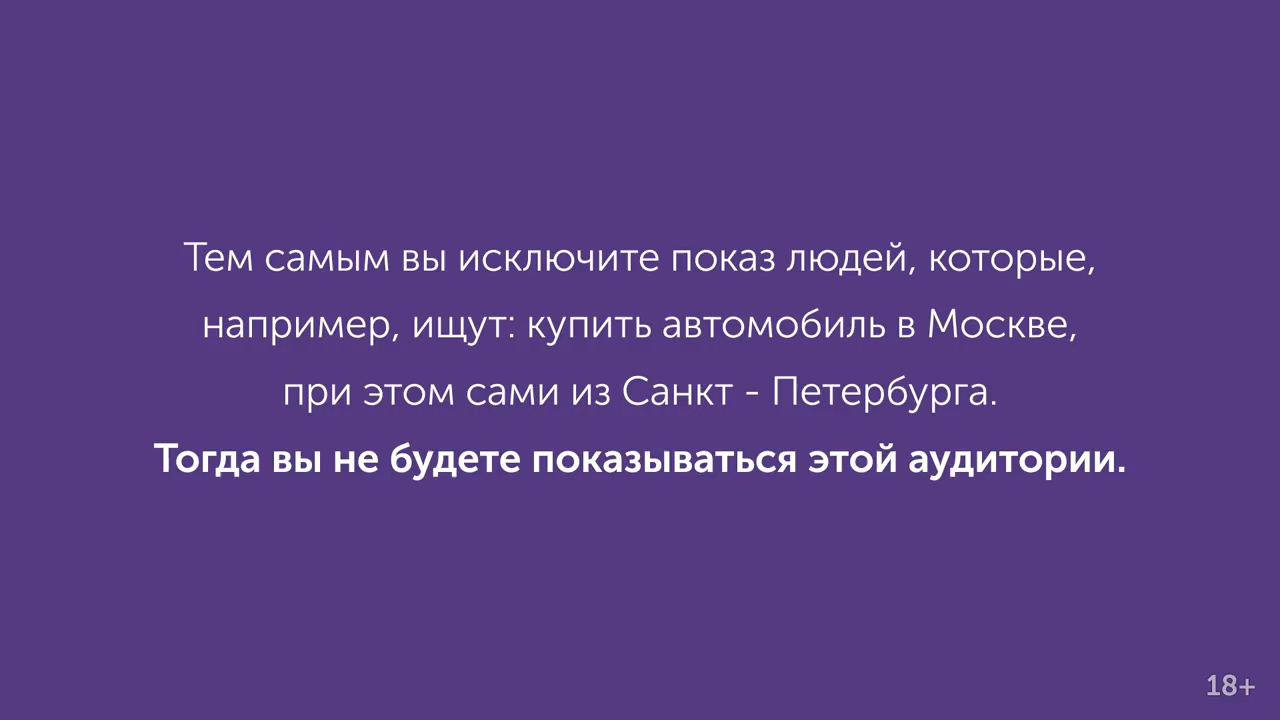 Тем самым вы исключите показ людей, которые,
например, ищут: купить автомобиль в Москве,
при этом сами из Санкт - Петербурга.
Тогда вы не будете показываться этой аудитории.
18+